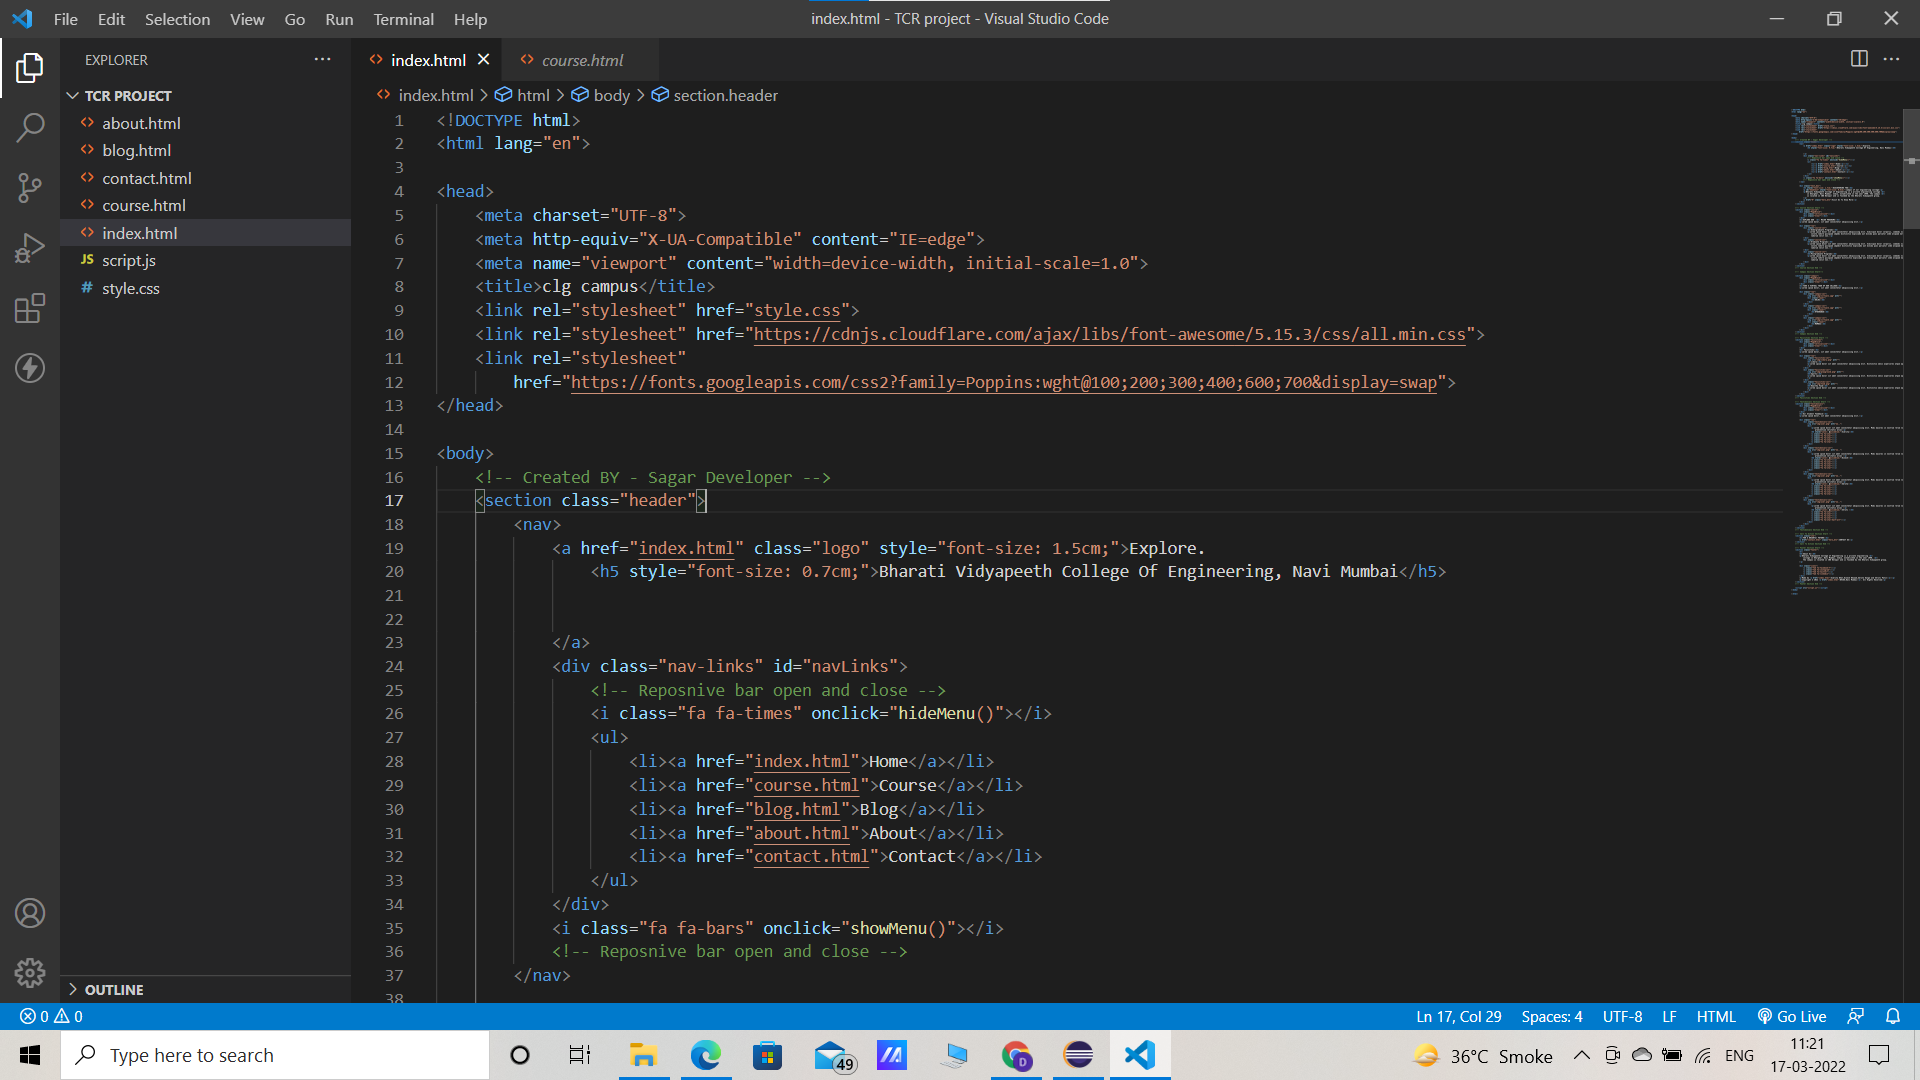 File Edit Selection View Go Run Terminal Help
index.html - TCR project - Visual Studio Code
EXPLORER
TCR PROJECT
about.html
blog.html
contact.html
course.html
index.html
JS script.js
# style.css
OUTLINE
index.html course.html
index.html > html > body > section.header
1 <!DOCTYPE html>
2 <html lang="en">
3
4 <head>
5 <meta charset="UTF-8">
6 <meta http-equiv="X-UA-Compatible" content="IE=edge">
7 <meta name="viewport" content="width=device-width, initial-scale=1.0">
8 <title>clg campus</title>
9 <link rel="stylesheet" href="style.css">
10 <link rel="stylesheet" href="https://cdnjs.cloudflare.com/ajax/libs/font-awesome/5.15.3/css/all.min.css">
11 <link rel="stylesheet"
12 href="https://fonts.googleapis.com/css2?family=Poppins:wght@100;200;300;400;600;700&display=swap">
13 </head>
14
15 <body>
16 <!-- Created BY - Sagar Developer -->
17 <section class="header">
18 <nav>
19 <a href="index.html" class="logo" style="font-size: 1.5cm;">Explore.
20 <h5 style="font-size: 0.7cm;">Bharati Vidyapeeth College Of Engineering, Navi Mumbai</h5>
21
22
23 </a>
24 <div class="nav-links" id="navLinks">
25 <!-- Reposnive bar open and close -->
26 <i class="fa fa-times" onclick="hideMenu()"></i>
27 <ul>
28 <li><a href="index.html">Home</a></li>
29 <li><a href="course.html">Course</a></li>
30 <li><a href="blog.html">Blog</a></li>
31 <li><a href="about.html">About</a></li>
32 <li><a href="contact.html">Contact</a></li>
33 </ul>
34 </div>
35 <i class="fa fa-bars" onclick="showMenu()"></i>
36 <!-- Reposnive bar open and close -->
37 </nav>
38
0 0
Ln 17, Col 29 Spaces: 4 UTF-8 LF HTML Go Live
Type here to search
49
D
36°C Smoke
ENG
11:21
17-03-2022